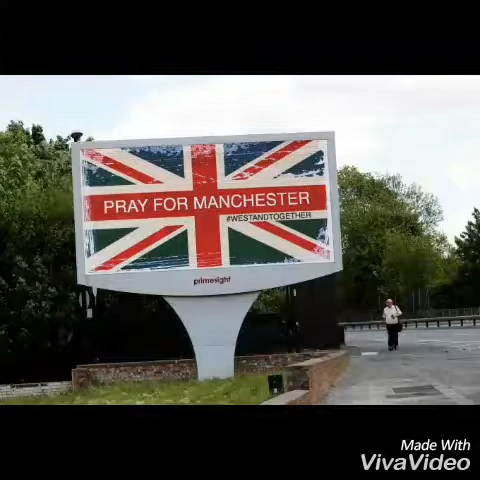 PRAY FOR MANCHESTER
#WESTANDTOGETHER
primesight
Made With
VivaVideo